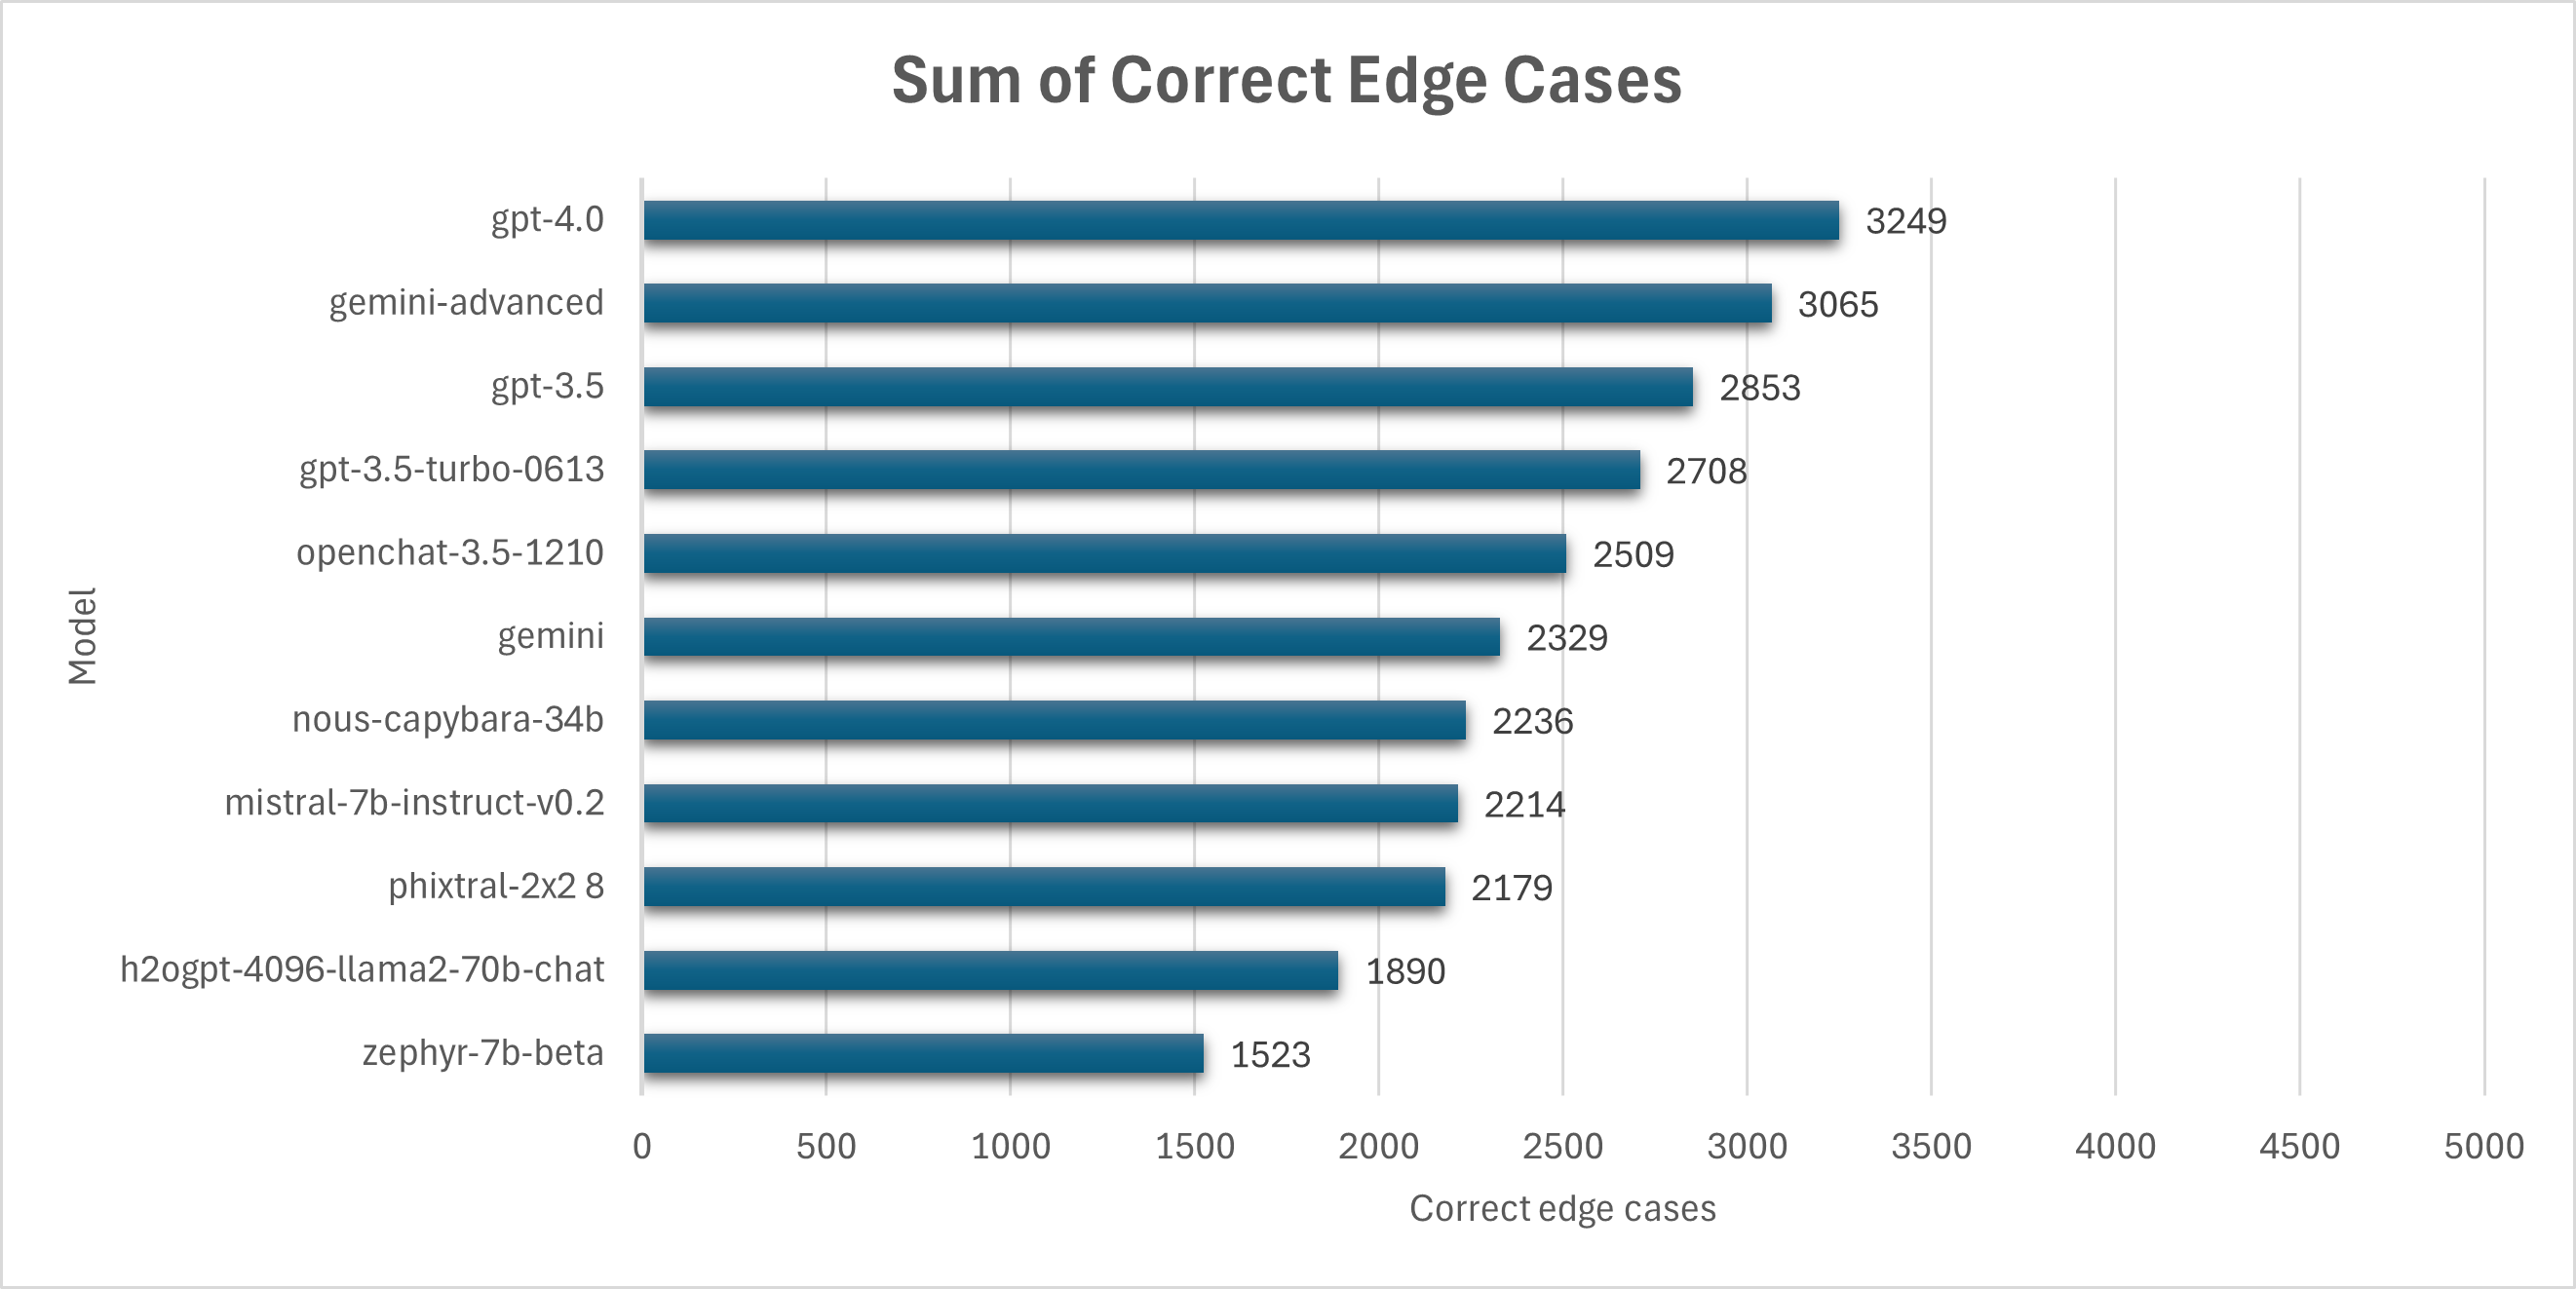 Sum of Correct Edge Cases
Model
gpt-4.0 3249
gemini-advanced 3065
gpt-3.5 2853
gpt-3.5-turbo-0613 2708
openchat-3.5-1210 2509
gemini 2329
nous-capybara-34b 2236
mistral-7b-instruct-v0.2 2214
phixtral-2x2 8 2179
h2ogpt-4096-llama2-70b-chat 1890
zephyr-7b-beta 1523
0 500 1000 1500 2000 2500 3000 3500 4000 4500 5000
Correct edge cases